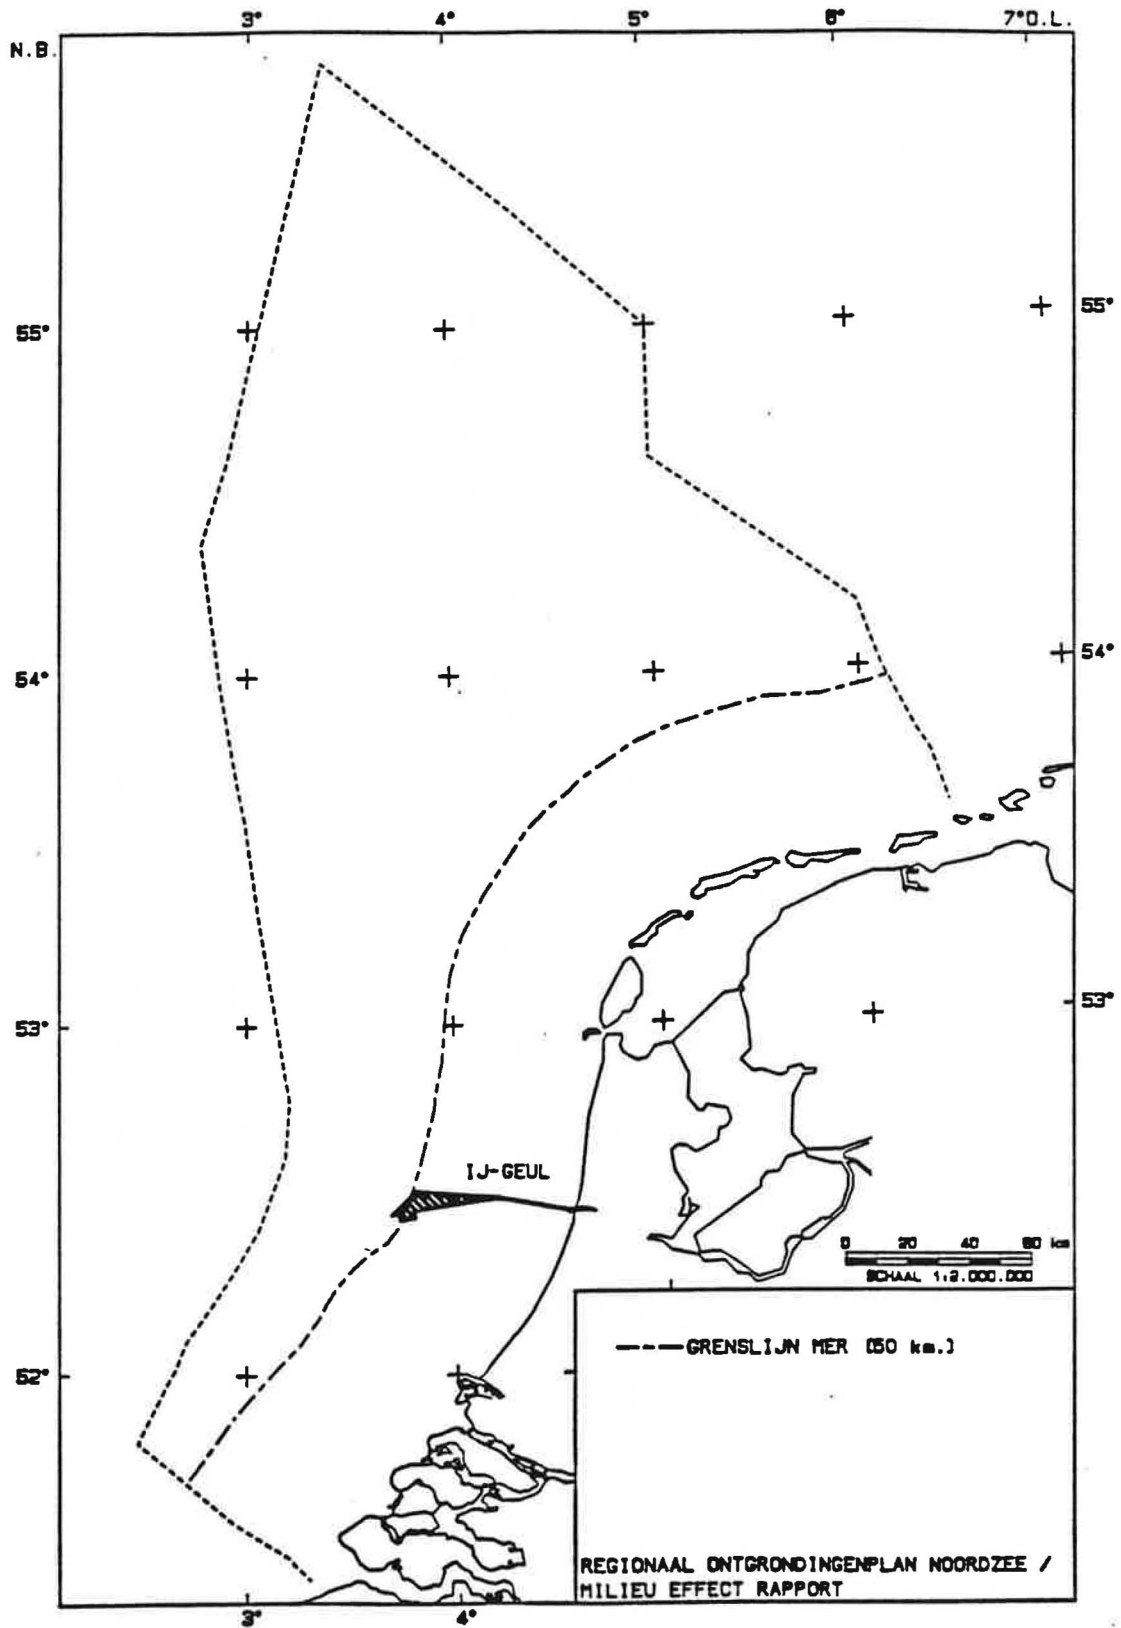 3° 4° 5° 6° 7°O.L.
N.B.
55° 55°
54° 54°
53° 53°
IJ-GEUL
0 20 40 60 km
SCHAAL 1:2.000.000
GRENSLIJN MER (50 km.)
52°
REGIONAAL ONTGRONDINGENPLAN NOORDZEE /
MILIEU EFFECT RAPPORT
3° 4°